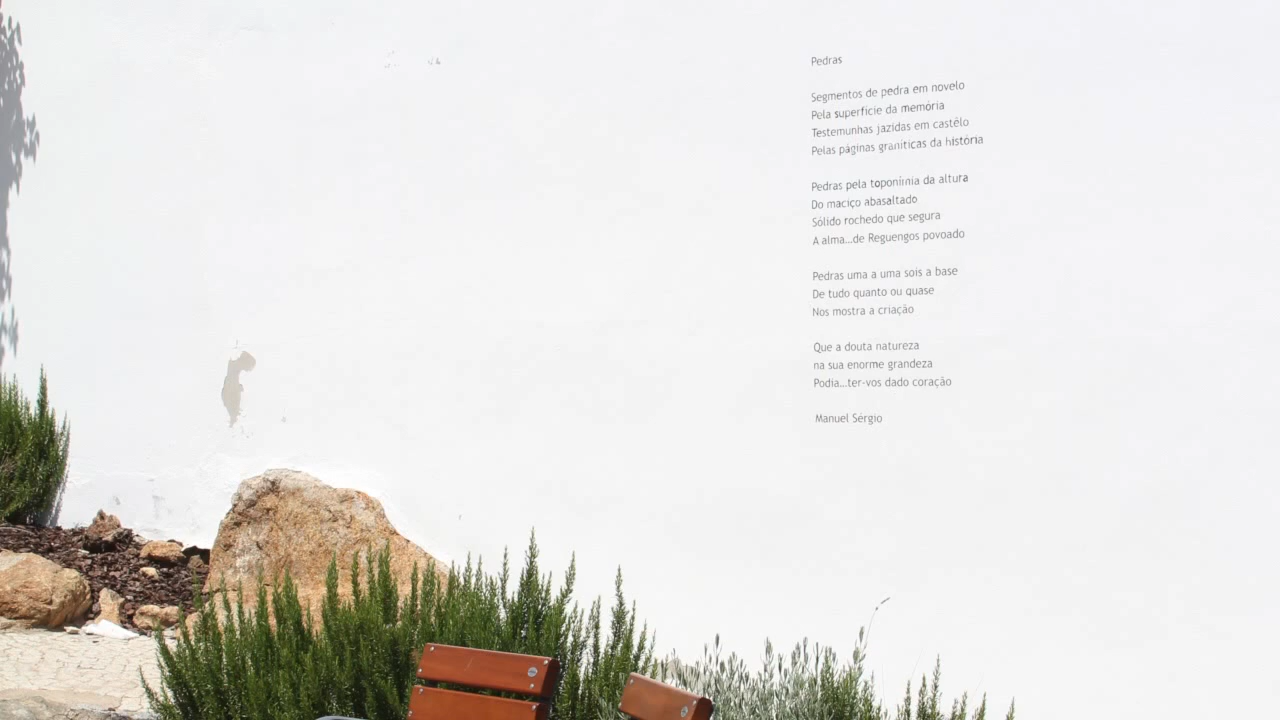 Pedras
Segmentos de pedra em novelo
Pela superfície da memória
Testemunhas jazidas em castêlo
Pelas páginas graníticas da história
Pedras pela toponímia da altura
Do maciço abasaltado
Sólido rochedo que segura
A alma...de Reguengos povoado
Pedras uma a uma sois a base
De tudo quanto ou quase
Nos mostra a criação
Que a douta natureza
na sua enorme grandeza
Podia...ter-vos dado coração
Manuel Sérgio